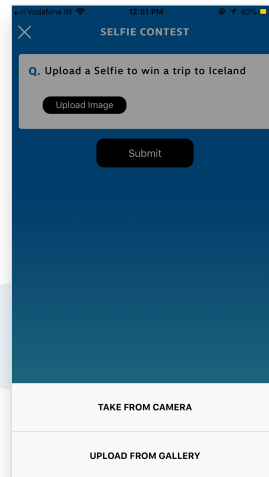 Vodafone IN 12:51 PM 43%
SELFIE CONTEST
Q. Upload a Selfie to win a trip to Iceland
Upload Image
Submit
TAKE FROM CAMERA
UPLOAD FROM GALLERY